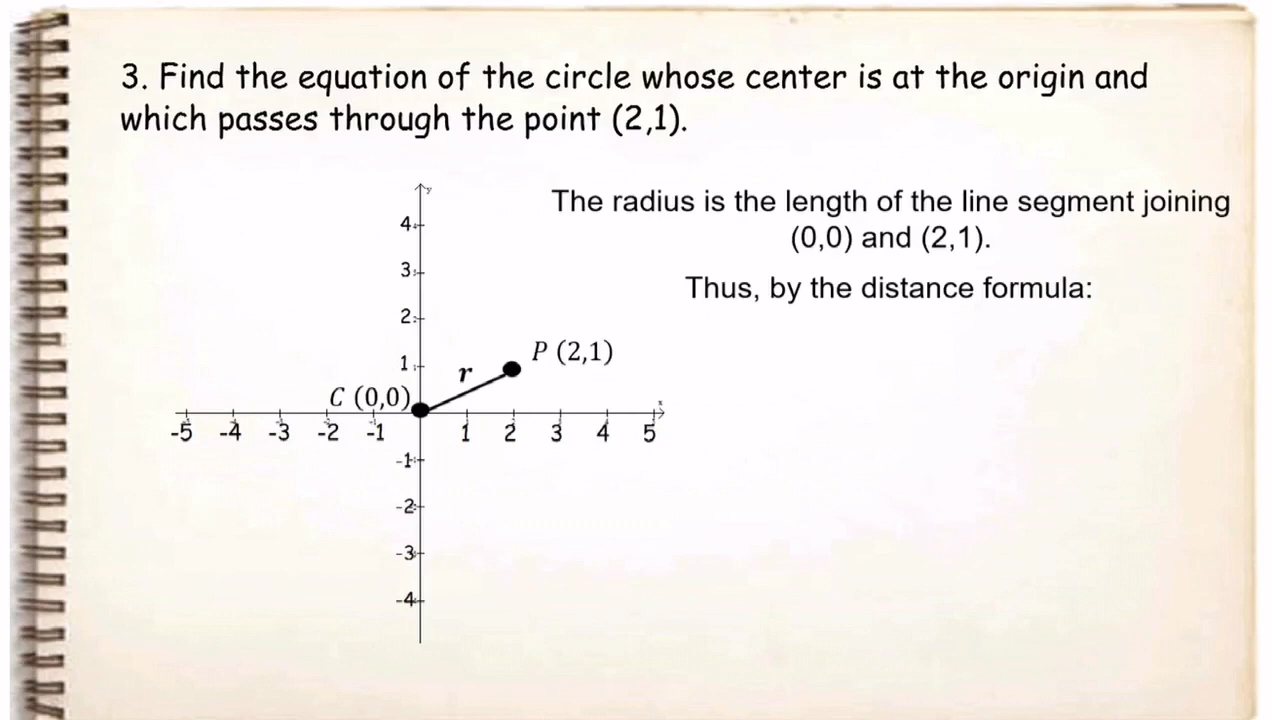 3. Find the equation of the circle whose center is at the origin and
which passes through the point (2,1).
The radius is the length of the line segment joining
(0,0) and (2,1).
Thus, by the distance formula:
y
4
3
2
1
P (2,1)
r
C (0,0)
x
-5 -4 -3 -2 -1 1 2 3 4 5
-1
-2
-3
-4